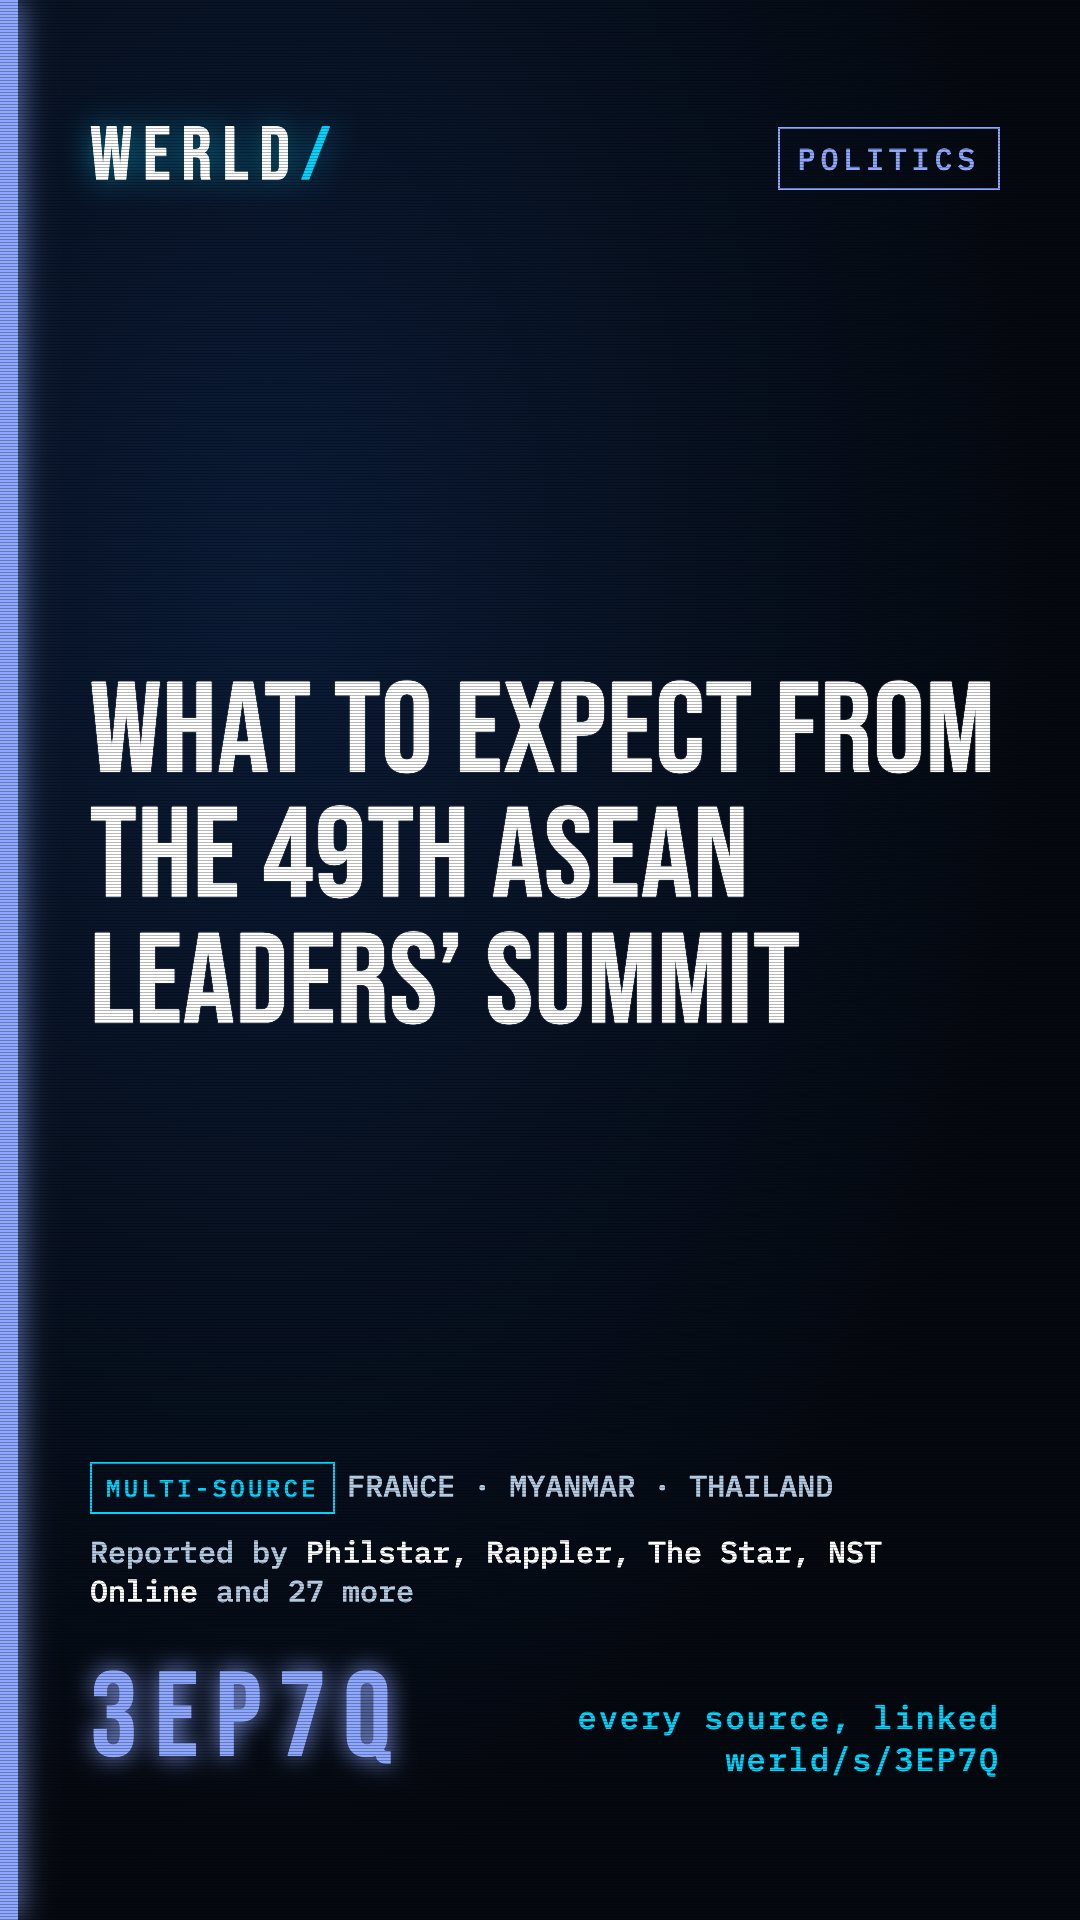 WERLD/
POLITICS
WHAT TO EXPECT FROM
THE 49TH ASEAN
LEADERS’ SUMMIT
MULTI-SOURCE FRANCE · MYANMAR · THAILAND
Reported by Philstar, Rappler, The Star, NST
Online and 27 more
3EP7Q
every source, linked
werld/s/3EP7Q